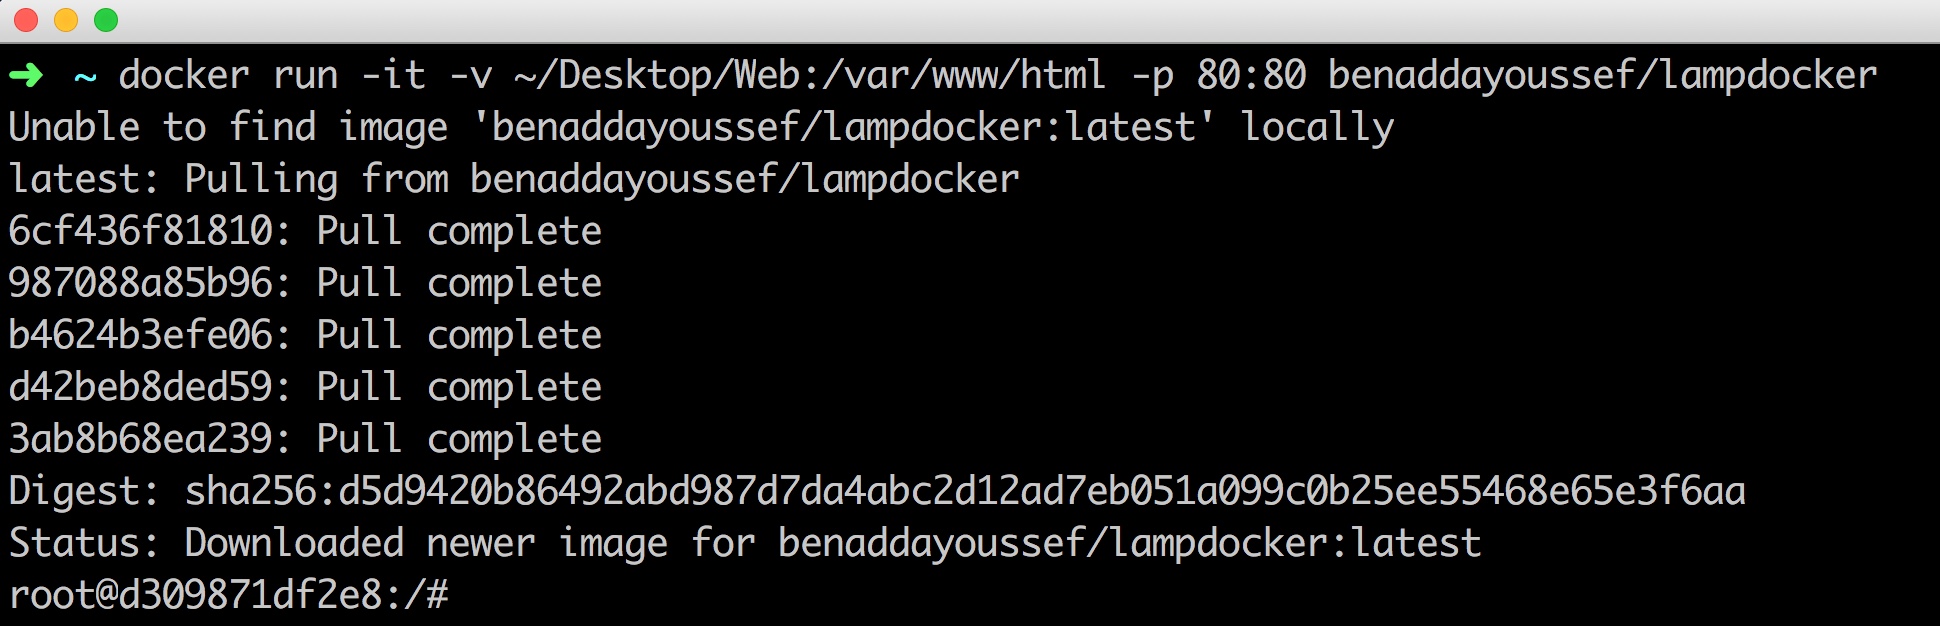 ➜ ~ docker run -it -v ~/Desktop/Web:/var/www/html -p 80:80 benaddayoussef/lampdocker
Unable to find image 'benaddayoussef/lampdocker:latest' locally
latest: Pulling from benaddayoussef/lampdocker
6cf436f81810: Pull complete
987088a85b96: Pull complete
b4624b3efe06: Pull complete
d42beb8ded59: Pull complete
3ab8b68ea239: Pull complete
Digest: sha256:d5d9420b86492abd987d7da4abc2d12ad7eb051a099c0b25ee55468e65e3f6aa
Status: Downloaded newer image for benaddayoussef/lampdocker:latest
root@d309871df2e8:/#